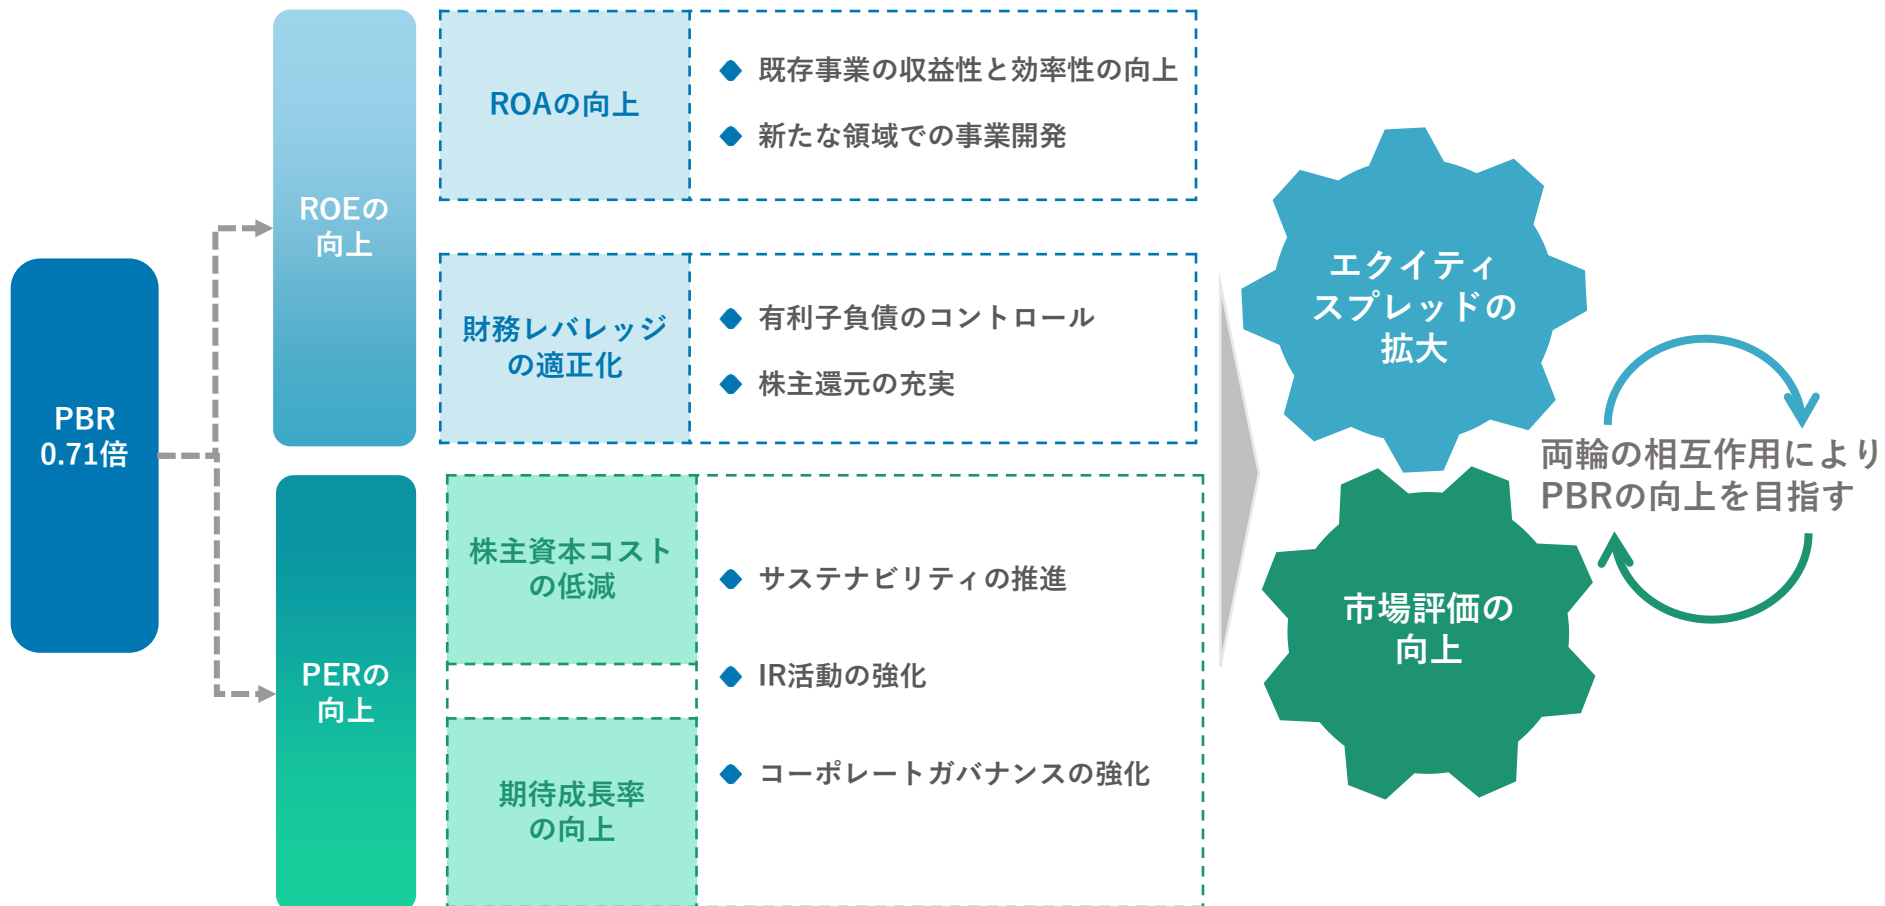 PBR
0.71倍
ROEの
向上
ROAの向上
既存事業の収益性と効率性の向上
新たな領域での事業開発
財務レバレッジ
の適正化
有利子負債のコントロール
株主還元の充実
PERの
向上
株主資本コスト
の低減
期待成長率
の向上
サステナビリティの推進
IR活動の強化
コーポレートガバナンスの強化
エクイティ
スプレッドの
拡大
市場評価の
向上
両輪の相互作用により
PBRの向上を目指す